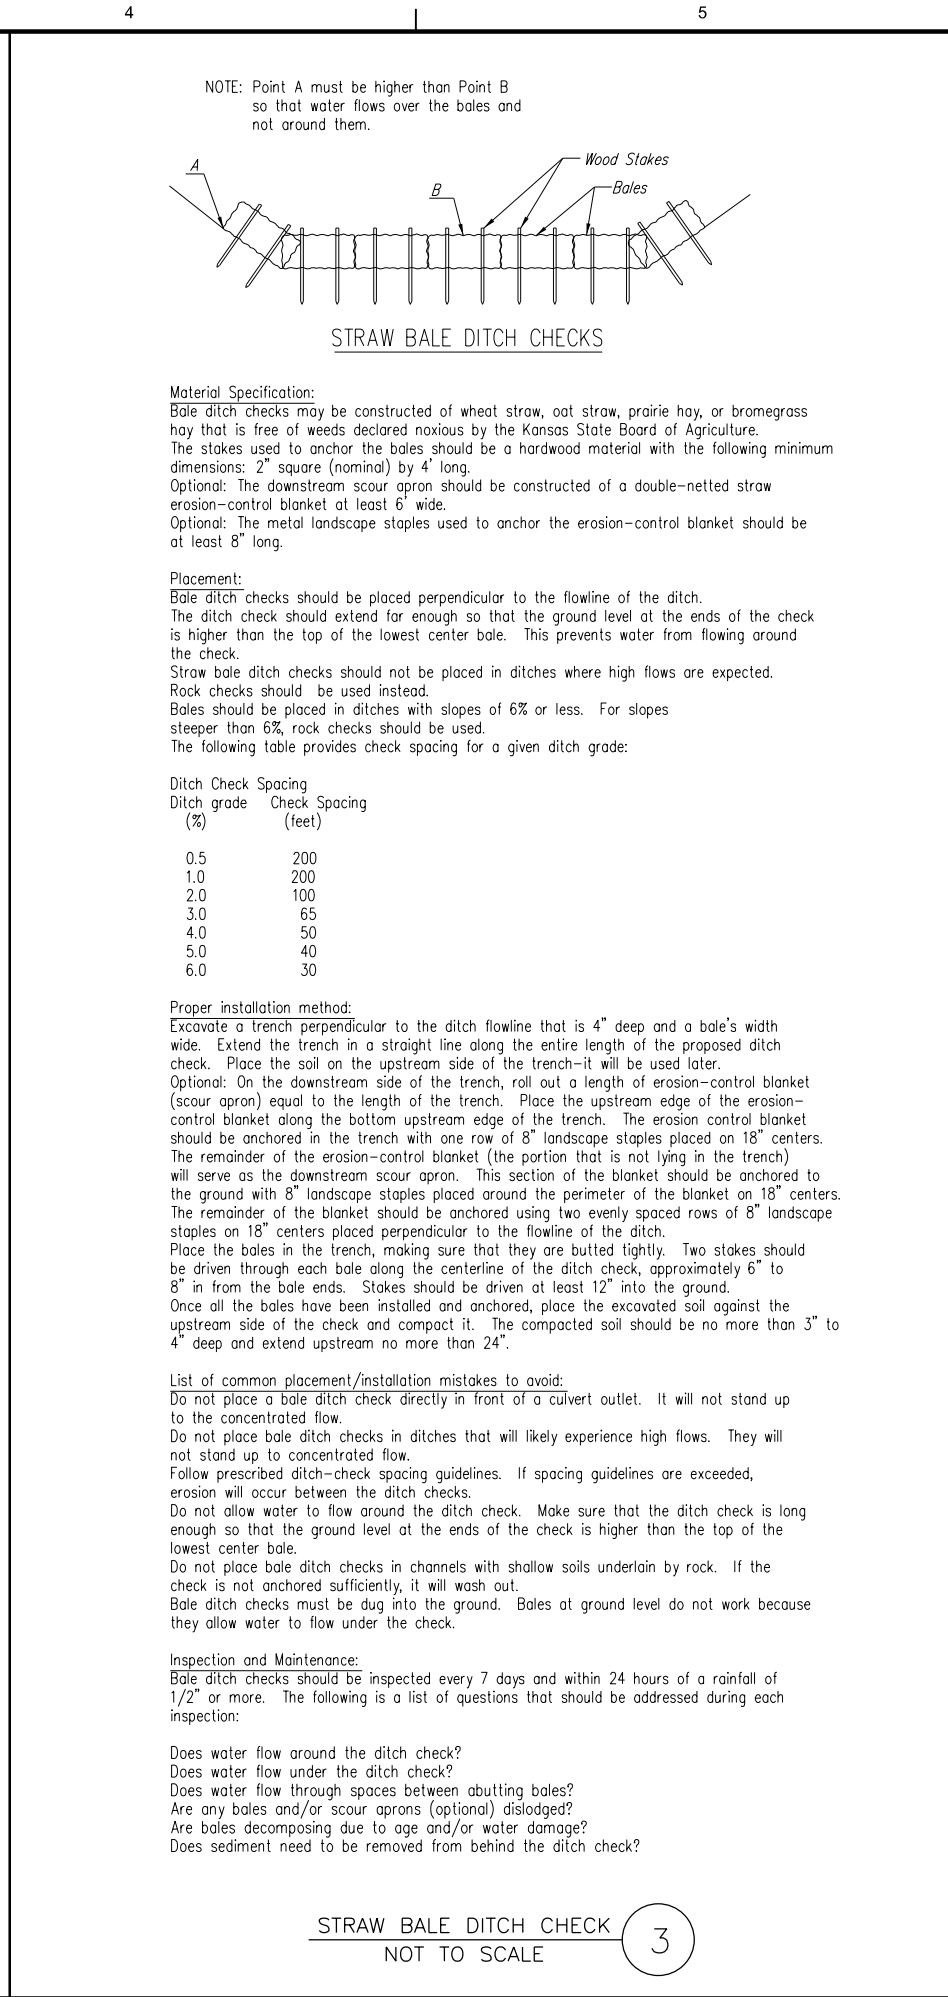 4
5
NOTE: Point A must be higher than Point B
so that water flows over the bales and
not around them.
A
B
Wood Stakes
Bales
STRAW BALE DITCH CHECKS
Material Specification:
Bale ditch checks may be constructed of wheat straw, oat straw, prairie hay, or bromegrass
hay that is free of weeds declared noxious by the Kansas State Board of Agriculture.
The stakes used to anchor the bales should be a hardwood material with the following minimum
dimensions: 2" square (nominal) by 4' long.
Optional: The downstream scour apron should be constructed of a double-netted straw
erosion-control blanket at least 6' wide.
Optional: The metal landscape staples used to anchor the erosion-control blanket should be
at least 8" long.
Placement:
Bale ditch checks should be placed perpendicular to the flowline of the ditch.
The ditch check should extend far enough so that the ground level at the ends of the check
is higher than the top of the lowest center bale. This prevents water from flowing around
the check.
Straw bale ditch checks should not be placed in ditches where high flows are expected.
Rock checks should be used instead.
Bales should be placed in ditches with slopes of 6% or less. For slopes
steeper than 6%, rock checks should be used.
The following table provides check spacing for a given ditch grade:
Ditch Check Spacing
Ditch grade Check Spacing
(%) (feet)
0.5 200
1.0 200
2.0 100
3.0 65
4.0 50
5.0 40
6.0 30
Proper installation method:
Excavate a trench perpendicular to the ditch flowline that is 4" deep and a bale's width
wide. Extend the trench in a straight line along the entire length of the proposed ditch
check. Place the soil on the upstream side of the trench-it will be used later.
Optional: On the downstream side of the trench, roll out a length of erosion-control blanket
(scour apron) equal to the length of the trench. Place the upstream edge of the erosion-
control blanket along the bottom upstream edge of the trench. The erosion control blanket
should be anchored in the trench with one row of 8" landscape staples placed on 18" centers.
The remainder of the erosion-control blanket (the portion that is not lying in the trench)
will serve as the downstream scour apron. This section of the blanket should be anchored to
the ground with 8" landscape staples placed around the perimeter of the blanket on 18" centers.
The remainder of the blanket should be anchored using two evenly spaced rows of 8" landscape
staples on 18" centers placed perpendicular to the flowline of the ditch.
Place the bales in the trench, making sure that they are butted tightly. Two stakes should
be driven through each bale along the centerline of the ditch check, approximately 6" to
8" in from the bale ends. Stakes should be driven at least 12" into the ground.
Once all the bales have been installed and anchored, place the excavated soil against the
upstream side of the check and compact it. The compacted soil should be no more than 3" to
4" deep and extend upstream no more than 24".
List of common placement/installation mistakes to avoid:
Do not place a bale ditch check directly in front of a culvert outlet. It will not stand up
to the concentrated flow.
Do not place bale ditch checks in ditches that will likely experience high flows. They will
not stand up to concentrated flow.
Follow prescribed ditch-check spacing guidelines. If spacing guidelines are exceeded,
erosion will occur between the ditch checks.
Do not allow water to flow around the ditch check. Make sure that the ditch check is long
enough so that the ground level at the ends of the check is higher than the top of the
lowest center bale.
Do not place bale ditch checks in channels with shallow soils underlain by rock. If the
check is not anchored sufficiently, it will wash out.
Bale ditch checks must be dug into the ground. Bales at ground level do not work because
they allow water to flow under the check.
Inspection and Maintenance:
Bale ditch checks should be inspected every 7 days and within 24 hours of a rainfall of
1/2" or more. The following is a list of questions that should be addressed during each
inspection:
Does water flow around the ditch check?
Does water flow under the ditch check?
Does water flow through spaces between abutting bales?
Are any bales and/or scour aprons (optional) dislodged?
Are bales decomposing due to age and/or water damage?
Does sediment need to be removed from behind the ditch check?
STRAW BALE DITCH CHECK
NOT TO SCALE
3